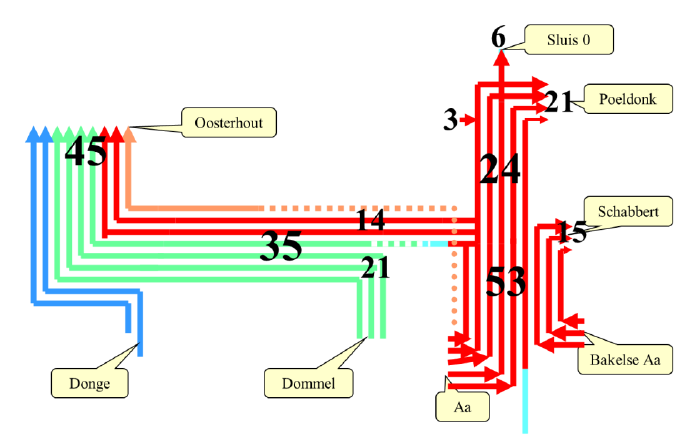 6
Sluis 0
21
Poeldonk
3
Oosterhout
45
24
14
Schabbert
15
35
21
53
Donge
Dommel
Bakelse Aa
Aa